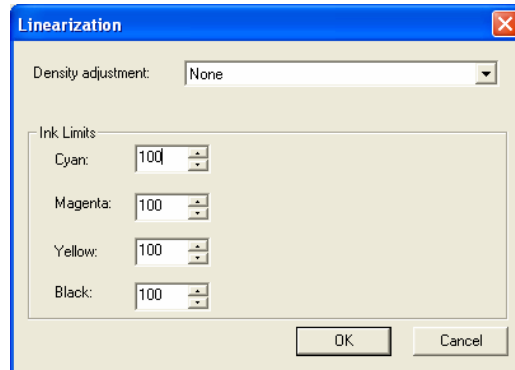 Linearization
Density adjustment: None
Ink Limits
Cyan: 100
Magenta: 100
Yellow: 100
Black: 100
OK Cancel